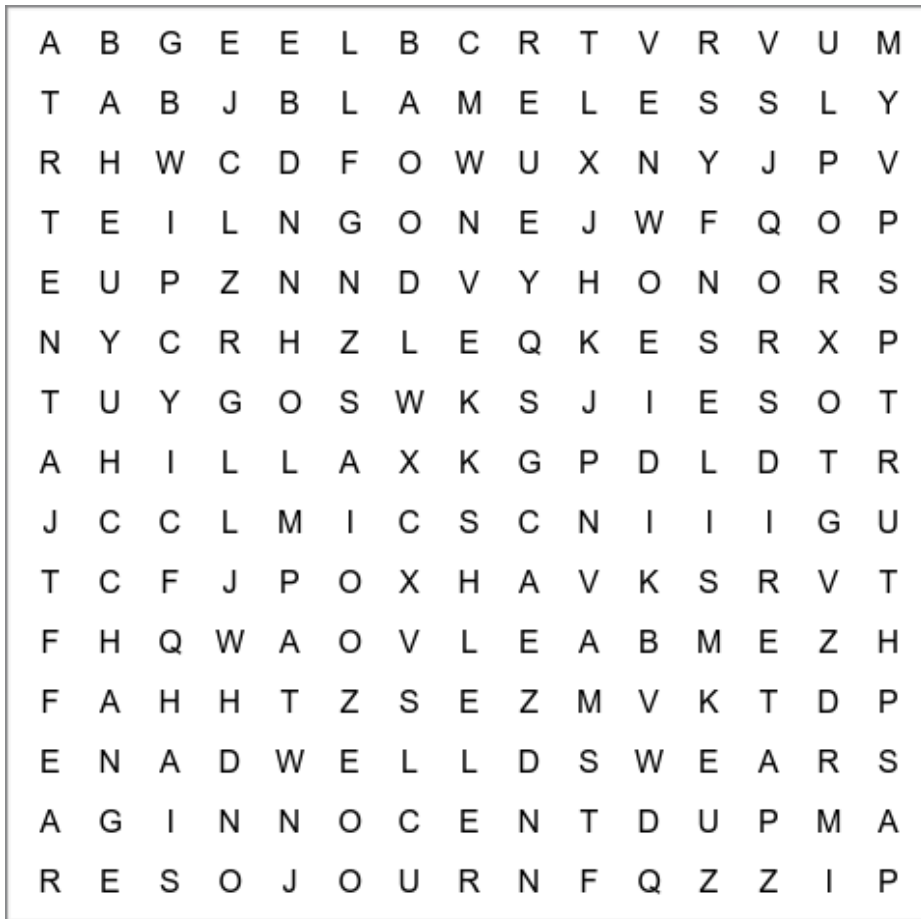 A B G E E L B C R T V R V U M
T A B J B L A M E L E S S L Y
R H W C D F O W U X N Y J P V
T E I L N G O N E J W F Q O P
E U P Z N N D V Y H O N O R S
N Y C R H Z L E Q K E S R X P
T U Y G O S W K S J I E S O T
A H I L L A X K G P D L D T R
J C C L M I C S C N I I I G U
T C F J P O X H A V K S R V T
F H Q W A O V L E A B M E Z H
F A H H T Z S E Z M V K T D P
E N A D W E L L D S W E A R S
A G I N N O C E N T D U P M A
R E S O J O U R N F Q Z Z I P